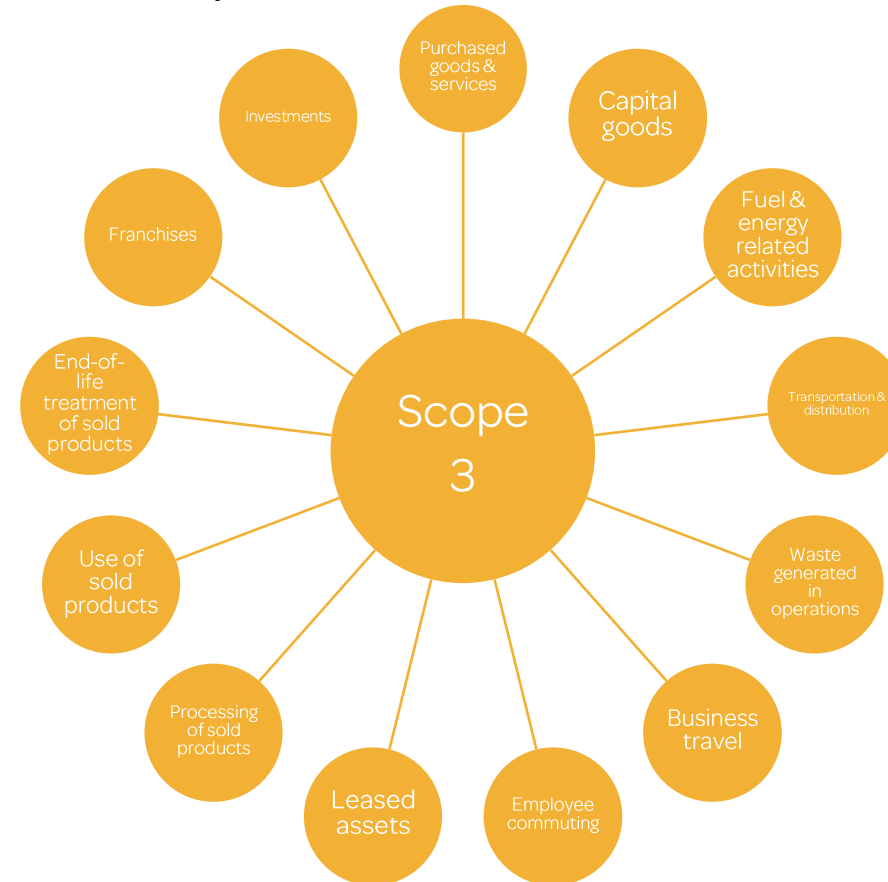 Purchased
goods &
services
Capital
goods
Fuel &
energy
related
activities
Transportation &
distribution
Waste
generated
in
operations
Business
travel
Employee
commuting
Leased
assets
Processing
of sold
products
Use of
sold
products
End-of-
life
treatment
of sold
products
Franchises
Investments
Scope
3